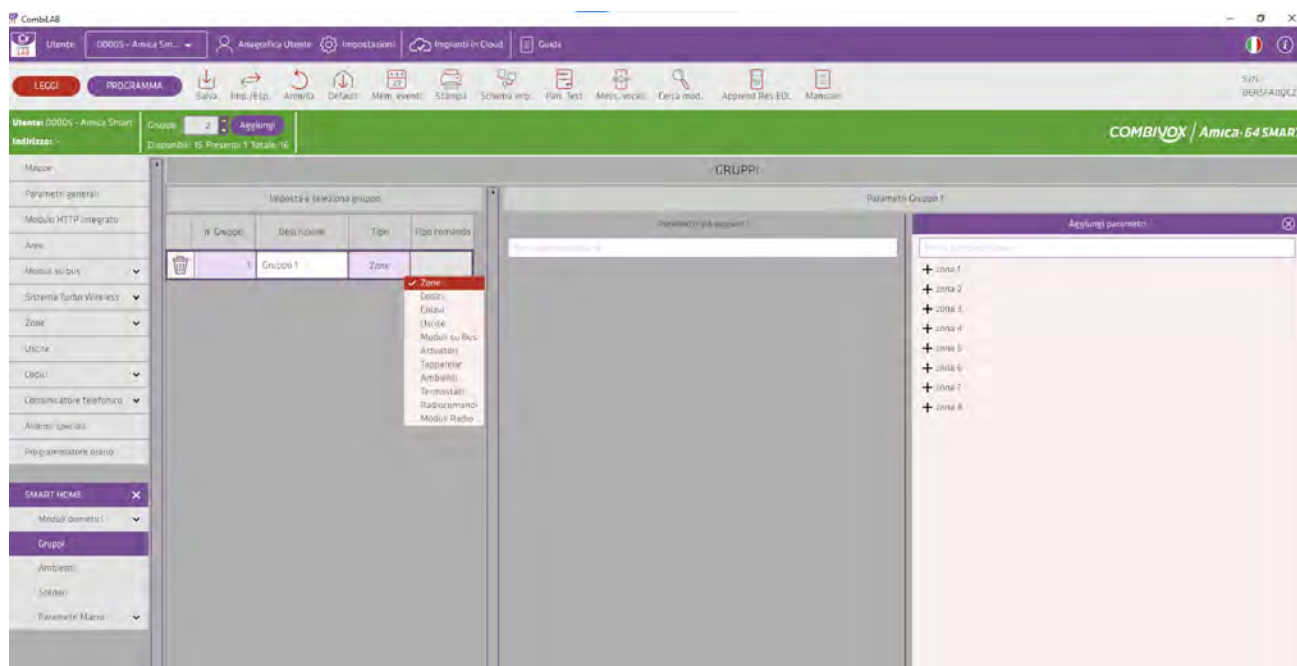 CombiLAB
Utente 00005 - Amica Sm... Anagrafica Utente Impostazioni Impianti in Cloud Guida
LEGGI PROGRAMMA Salva Imp./Esp. Annulla Default Mem. eventi Stampa Schema imp. Pan. Test Mess. vocali Cerca mod. Apprend.Res.EOL Manuale
S/N:
Utente: 00005 - Amica Smart Gruppo 2 Aggiungi
Indirizzo: - Disponibili: 15 Presenti: 1 Totale: 16
COMBIVOX / Amica-64 SMART
Mappe
Parametri generali
Modulo HTTP integrato
Aree
Moduli su bus
Sistema Turbo Wireless
Zone
Uscite
Codici
Comunicatore telefonico
Allarmi speciali
Programmatore orario
SMART HOME
Moduli domotici
Gruppi
Ambienti
Scenari
Parametri Mario
GRUPPI
Imposta e seleziona gruppo
n. Gruppo Descrizione Tipo Tipo comando
1 Gruppo 1 Zone
Zone
Codici
Chiavi
Uscite
Moduli su Bus
Attuatori
Tapparelle
Ambienti
Termostati
Radiocomandi
Moduli Radio
Parametri Gruppo 1
Aggiungi parametri
zona 1
zona 2
zona 3
zona 4
zona 5
zona 6
zona 7
zona 8